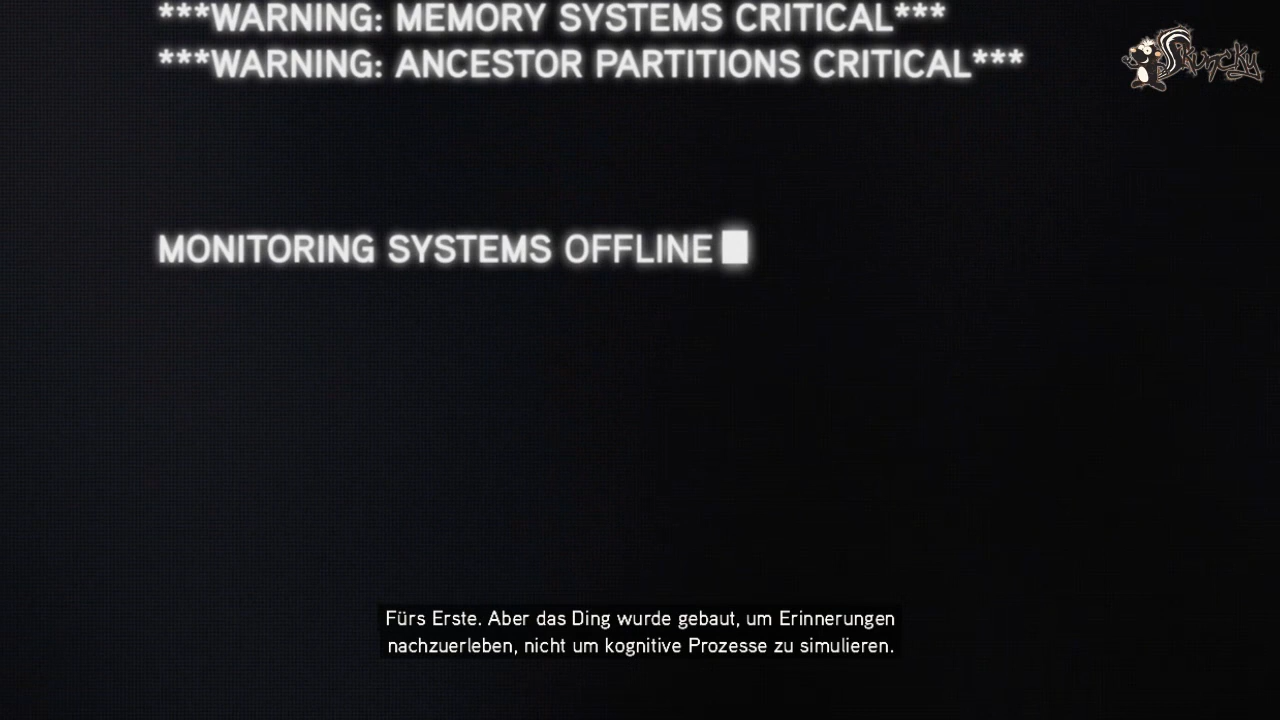 ***WARNING: MEMORY SYSTEMS CRITICAL***
***WARNING: ANCESTOR PARTITIONS CRITICAL***
Skuncky
MONITORING SYSTEMS OFFLINE
Fürs Erste. Aber das Ding wurde gebaut, um Erinnerungen
nachzuerleben, nicht um kognitive Prozesse zu simulieren.